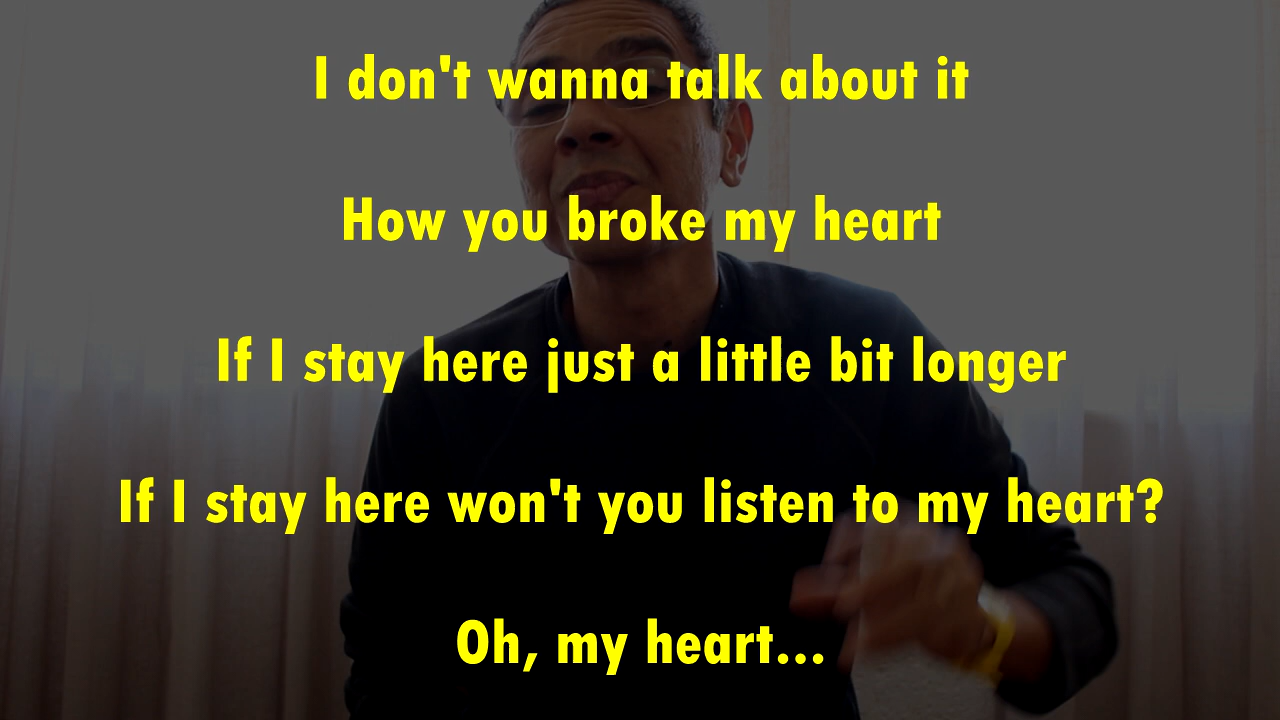 I don't wanna talk about it
How you broke my heart
If I stay here just a little bit longer
If I stay here won't you listen to my heart?
Oh, my heart...